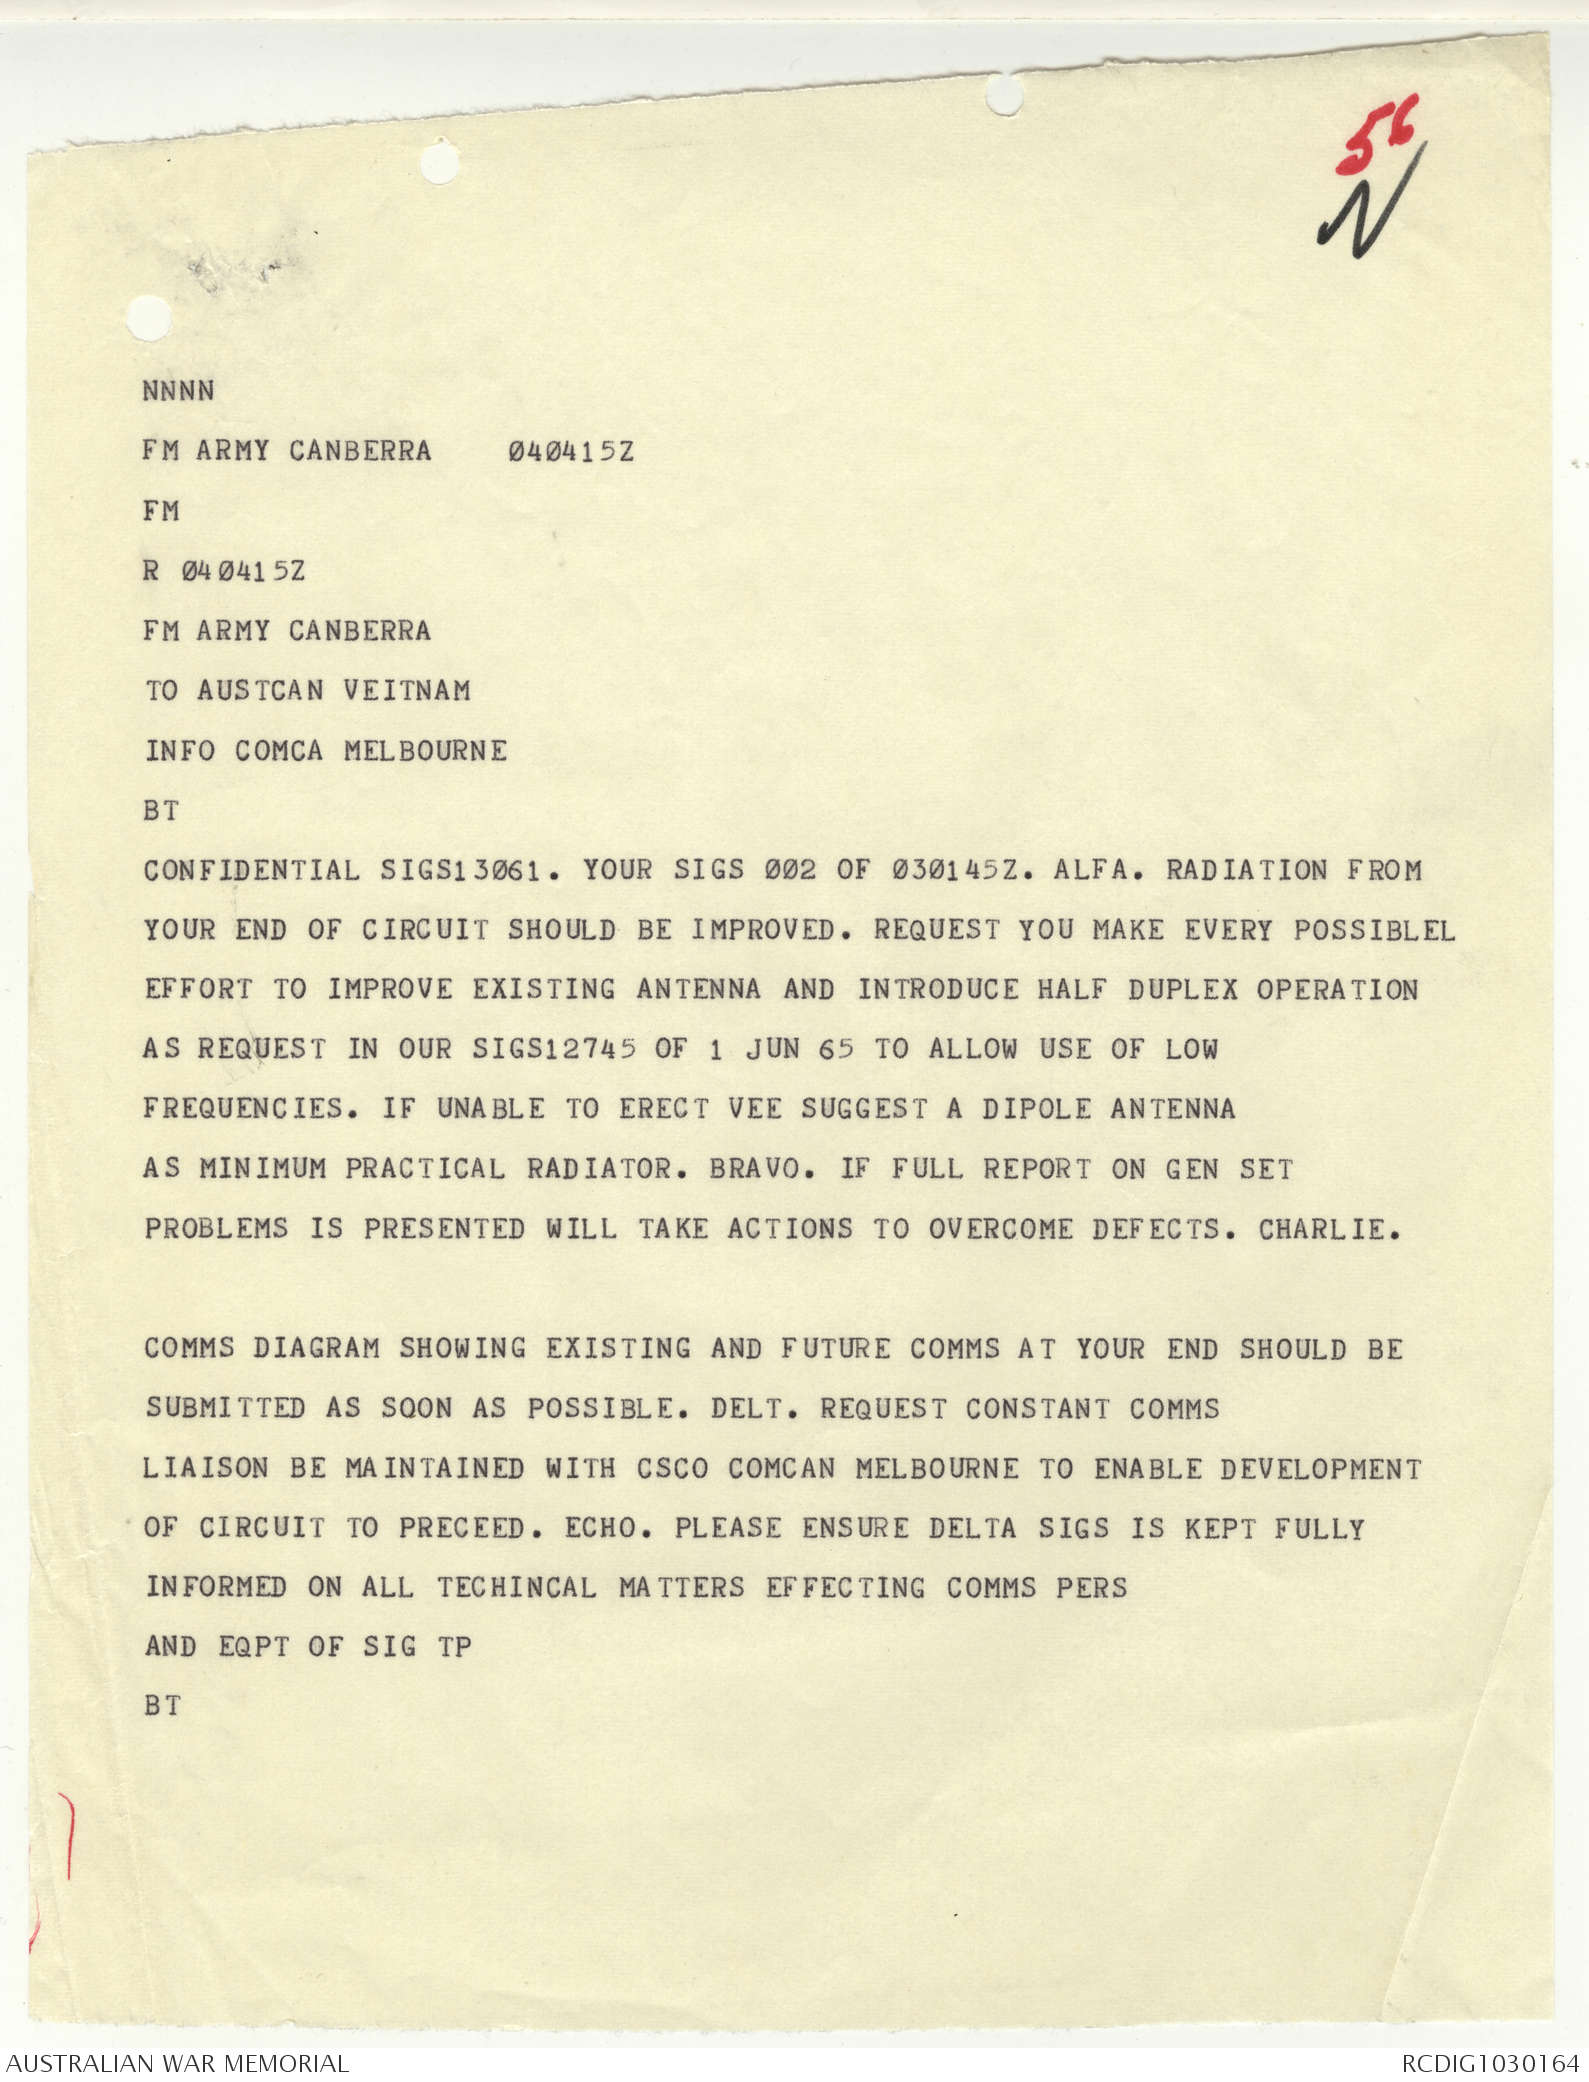 56
N
NNNN
FM ARMY CANBERRA    040415Z
FM
R 040415Z
FM ARMY CANBERRA
TO AUSTCAN VEITNAM
INFO COMCA MELBOURNE
BT
CONFIDENTIAL SIGS13061. YOUR SIGS 002 OF 030145Z. ALFA. RADIATION FROM
YOUR END OF CIRCUIT SHOULD BE IMPROVED. REQUEST YOU MAKE EVERY POSSIBLEL
EFFORT TO IMPROVE EXISTING ANTENNA AND INTRODUCE HALF DUPLEX OPERATION
AS REQUEST IN OUR SIGS12745 OF 1 JUN 65 TO ALLOW USE OF LOW
FREQUENCIES. IF UNABLE TO ERECT VEE SUGGEST A DIPOLE ANTENNA
AS MINIMUM PRACTICAL RADIATOR. BRAVO. IF FULL REPORT ON GEN SET
PROBLEMS IS PRESENTED WILL TAKE ACTIONS TO OVERCOME DEFECTS. CHARLIE.
COMMS DIAGRAM SHOWING EXISTING AND FUTURE COMMS AT YOUR END SHOULD BE
SUBMITTED AS SOON AS POSSIBLE. DELT. REQUEST CONSTANT COMMS
LIAISON BE MAINTAINED WITH CSCO COMCAN MELBOURNE TO ENABLE DEVELOPMENT
OF CIRCUIT TO PRECEED. ECHO. PLEASE ENSURE DELTA SIGS IS KEPT FULLY
INFORMED ON ALL TECHINCAL MATTERS EFFECTING COMMS PERS
AND EQPT OF SIG TP
BT
AUSTRALIAN WAR MEMORIAL
RCDIG1030164